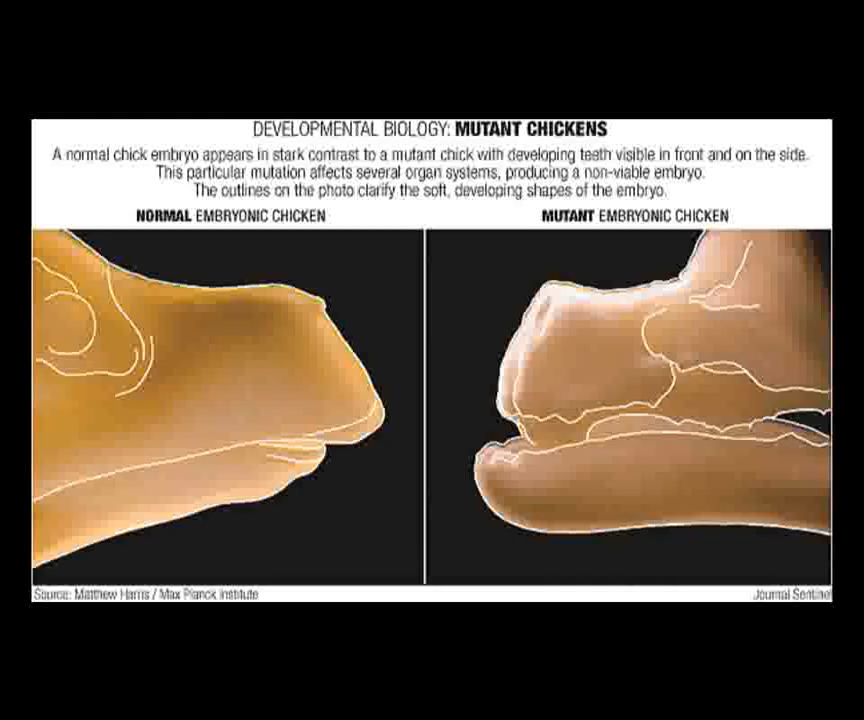 DEVELOPMENTAL BIOLOGY: MUTANT CHICKENS
A normal chick embryo appears in stark contrast to a mutant chick with developing teeth visible in front and on the side.
This particular mutation affects several organ systems, producing a non-viable embryo.
The outlines on the photo clarify the soft, developing shapes of the embryo.
NORMAL EMBRYONIC CHICKEN
MUTANT EMBRYONIC CHICKEN
Source: Matthew Harris / Max Planck Institute
Journal Sentinel